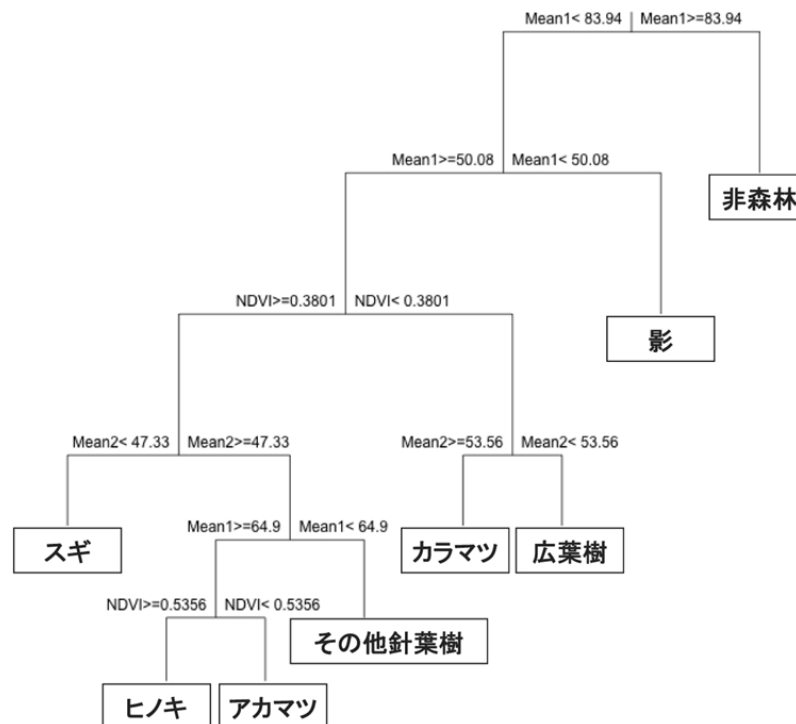 Mean1< 83.94 Mean1>=83.94
Mean1>=50.08 Mean1< 50.08
非森林
NDVI>=0.3801 NDVI< 0.3801
影
Mean2< 47.33 Mean2>=47.33 Mean2>=53.56 Mean2< 53.56
Mean1>=64.9 Mean1< 64.9
スギ カラマツ 広葉樹
NDVI>=0.5356 NDVI< 0.5356
その他針葉樹
ヒノキ アカマツ